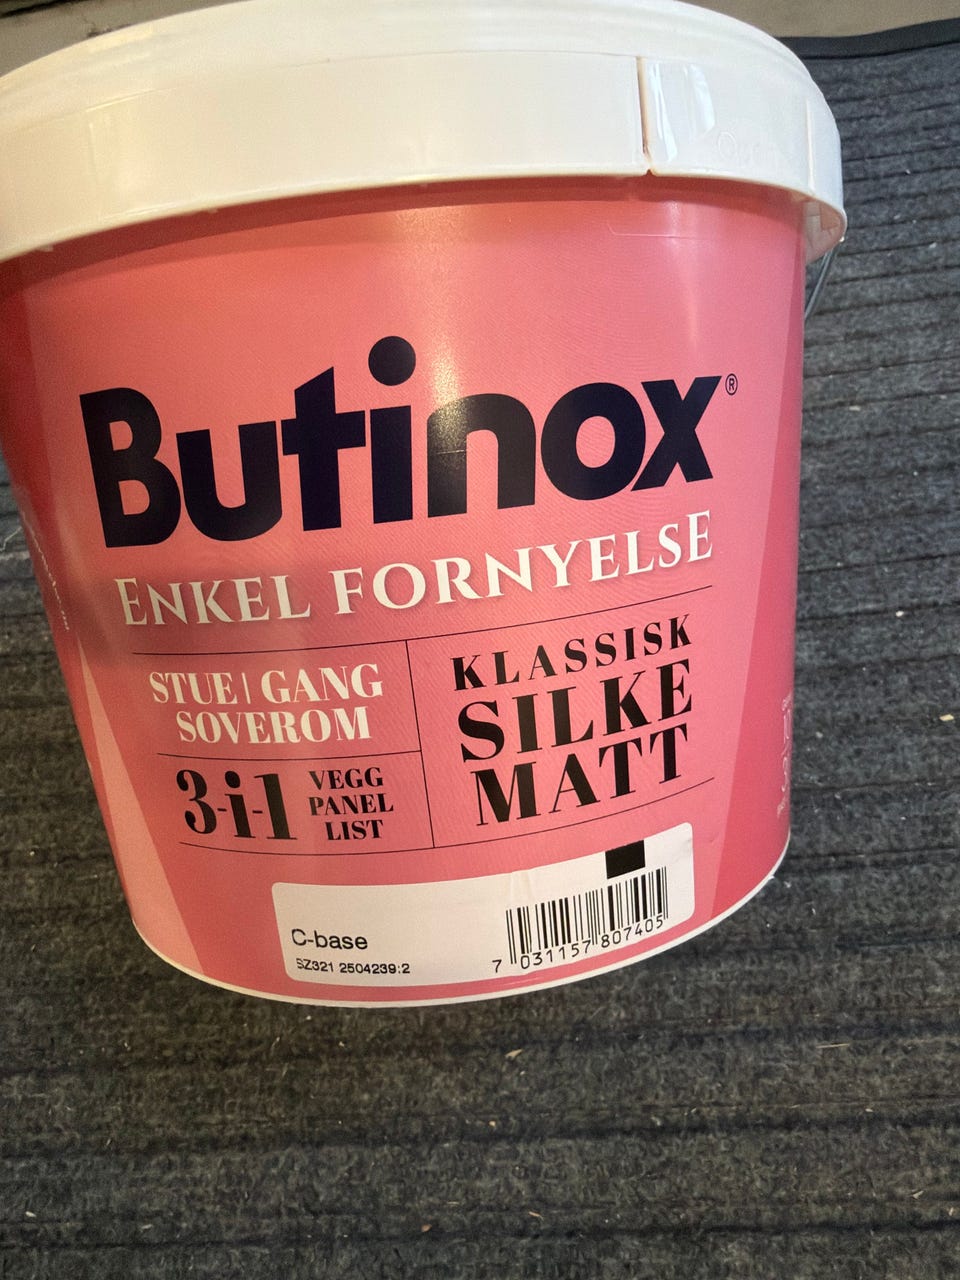 Butinox®
ENKEL FORNYELSE
STUE | GANG
SOVEROM
3-i-1
VEGG
PANEL
LIST
KLASSISK
SILKE
MATT
C-base
SZ321 2504239:2
7 031157 807405